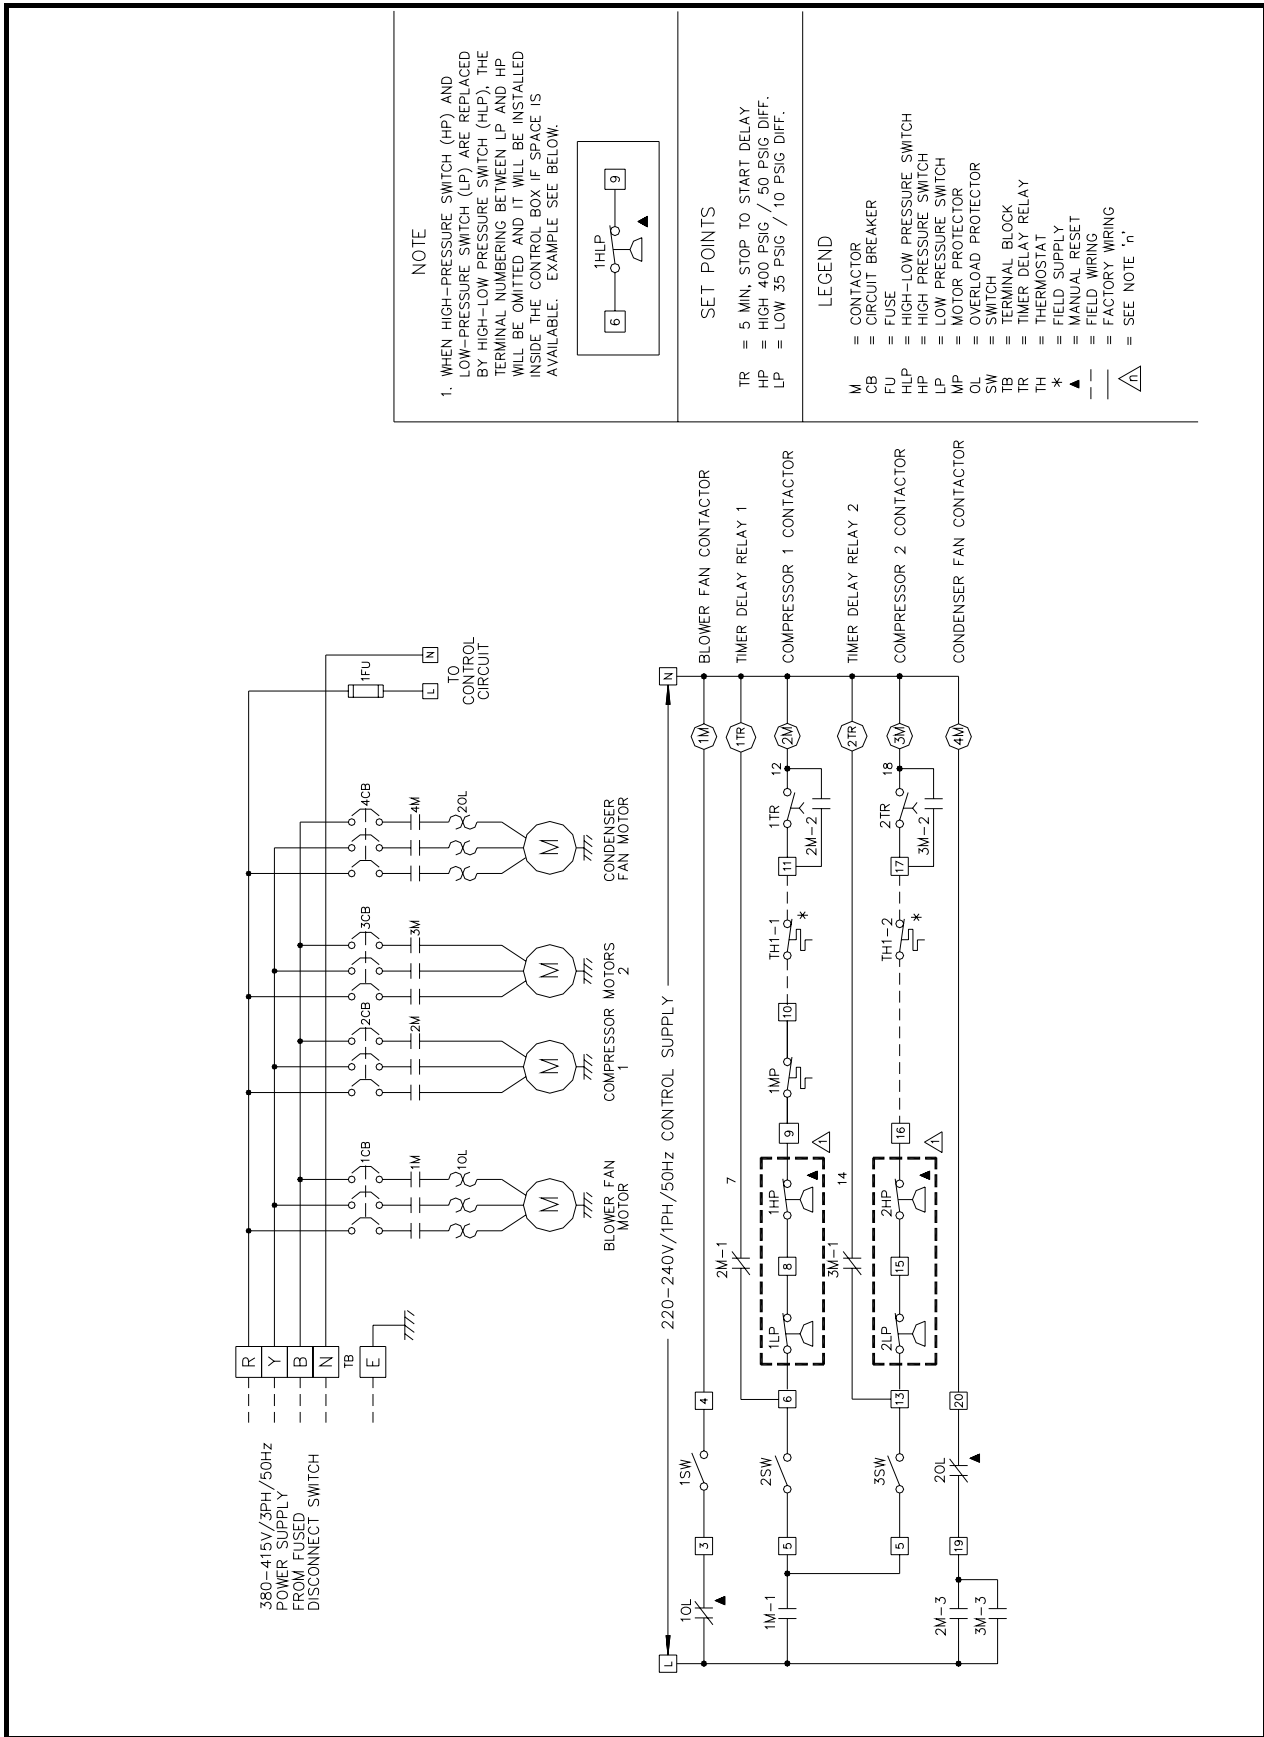 380-415V/3PH/50Hz
POWER SUPPLY
FROM FUSED
DISCONNECT SWITCH
R
Y
B
N
TB
E
1CB
2CB
3CB
4CB
1M
2M
3M
4M
1OL
2OL
M
M
M
M
BLOWER FAN
MOTOR
COMPRESSOR MOTORS
1
2
CONDENSER
FAN MOTOR
1FU
L
N
TO
CONTROL
CIRCUIT
L
220-240V/1PH/50Hz CONTROL SUPPLY
N
1OL
▲
3
1SW
4
1M
BLOWER FAN CONTACTOR
2M-1
7
1TR
TIMER DELAY RELAY 1
1M-1
5
2SW
6
1LP
8
1HP
▲
9
1
1MP
10
TH1-1
*
11
1TR
12
2M-2
2M
COMPRESSOR 1 CONTACTOR
3M-1
14
2TR
TIMER DELAY RELAY 2
5
3SW
13
2LP
15
2HP
▲
16
1
TH1-2
*
17
2TR
18
3M-2
3M
COMPRESSOR 2 CONTACTOR
2M-3
3M-3
19
2OL
▲
20
4M
CONDENSER FAN CONTACTOR
NOTE
1. WHEN HIGH-PRESSURE SWITCH (HP) AND
LOW-PRESSURE SWITCH (LP) ARE REPLACED
BY HIGH-LOW PRESSURE SWITCH (HLP), THE
TERMINAL NUMBERING BETWEEN LP AND HP
WILL BE OMITTED AND IT WILL BE INSTALLED
INSIDE THE CONTROL BOX IF SPACE IS
AVAILABLE. EXAMPLE SEE BELOW.
6
1HLP
▲
9
SET POINTS
TR = 5 MIN, STOP TO START DELAY
HP = HIGH 400 PSIG / 50 PSIG DIFF.
LP = LOW 35 PSIG / 10 PSIG DIFF.
LEGEND
M = CONTACTOR
CB = CIRCUIT BREAKER
FU = FUSE
HLP = HIGH-LOW PRESSURE SWITCH
HP = HIGH PRESSURE SWITCH
LP = LOW PRESSURE SWITCH
MP = MOTOR PROTECTOR
OL = OVERLOAD PROTECTOR
SW = SWITCH
TB = TERMINAL BLOCK
TR = TIMER DELAY RELAY
TH = THERMOSTAT
* = FIELD SUPPLY
▲ = MANUAL RESET
— — = FIELD WIRING
—— = FACTORY WIRING
n = SEE NOTE 'n'